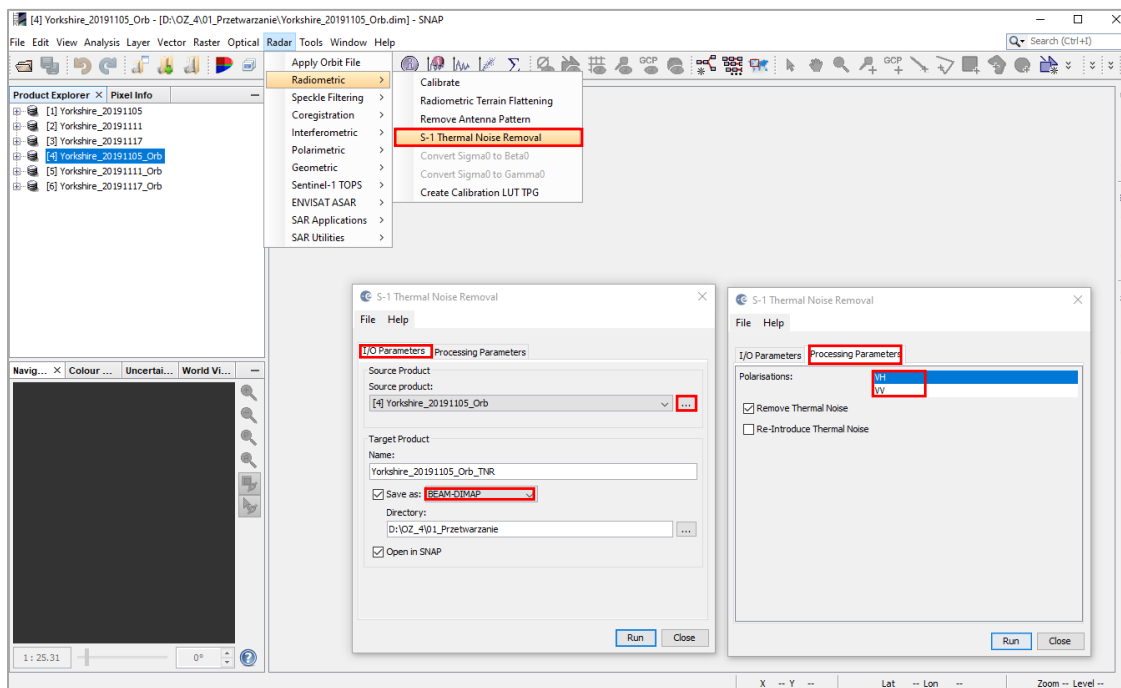 [4] Yorkshire_20191105_Orb - [D:\OZ_4\01_Przetwarzanie\Yorkshire_20191105_Orb.dim] - SNAP
File Edit View Analysis Layer Vector Raster Optical Radar Tools Window Help
Search (Ctrl+I)
GCP
GCP
Apply Orbit File
Radiometric
Speckle Filtering
Coregistration
Interferometric
Polarimetric
Geometric
Sentinel-1 TOPS
ENVISAT ASAR
SAR Applications
SAR Utilities
Calibrate
Radiometric Terrain Flattening
Remove Antenna Pattern
S-1 Thermal Noise Removal
Convert Sigma0 to Beta0
Convert Sigma0 to Gamma0
Create Calibration LUT TPG
Product Explorer Pixel Info
[1] Yorkshire_20191105
[2] Yorkshire_20191111
[3] Yorkshire_20191117
[4] Yorkshire_20191105_Orb
[5] Yorkshire_20191111_Orb
[6] Yorkshire_20191117_Orb
Navig... Colour ... Uncertai... World Vi...
1 : 25.31 0°
S-1 Thermal Noise Removal
File Help
I/O Parameters Processing Parameters
Source Product
Source product:
[4] Yorkshire_20191105_Orb ...
Target Product
Name:
Yorkshire_20191105_Orb_TNR
Save as: BEAM-DIMAP
Directory:
D:\OZ_4\01_Przetwarzanie ...
Open in SNAP
Run Close
S-1 Thermal Noise Removal
File Help
I/O Parameters Processing Parameters
Polarisations: VH
VV
Remove Thermal Noise
Re-Introduce Thermal Noise
Run Close
X -- Y -- Lat -- Lon -- Zoom -- Level --